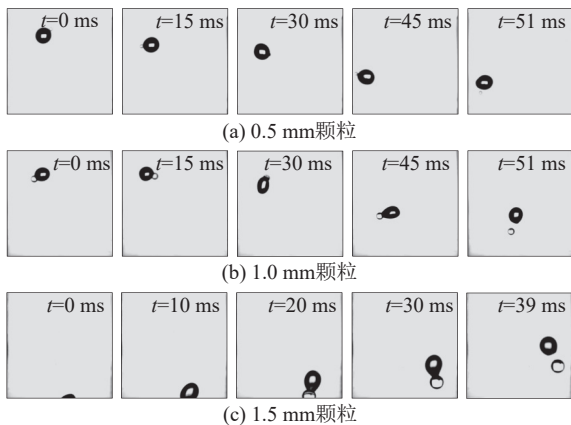 t=0 ms t=15 ms t=30 ms t=45 ms t=51 ms
(a) 0.5 mm颗粒
t=0 ms t=15 ms t=30 ms t=45 ms t=51 ms
(b) 1.0 mm颗粒
t=0 ms t=10 ms t=20 ms t=30 ms t=39 ms
(c) 1.5 mm颗粒